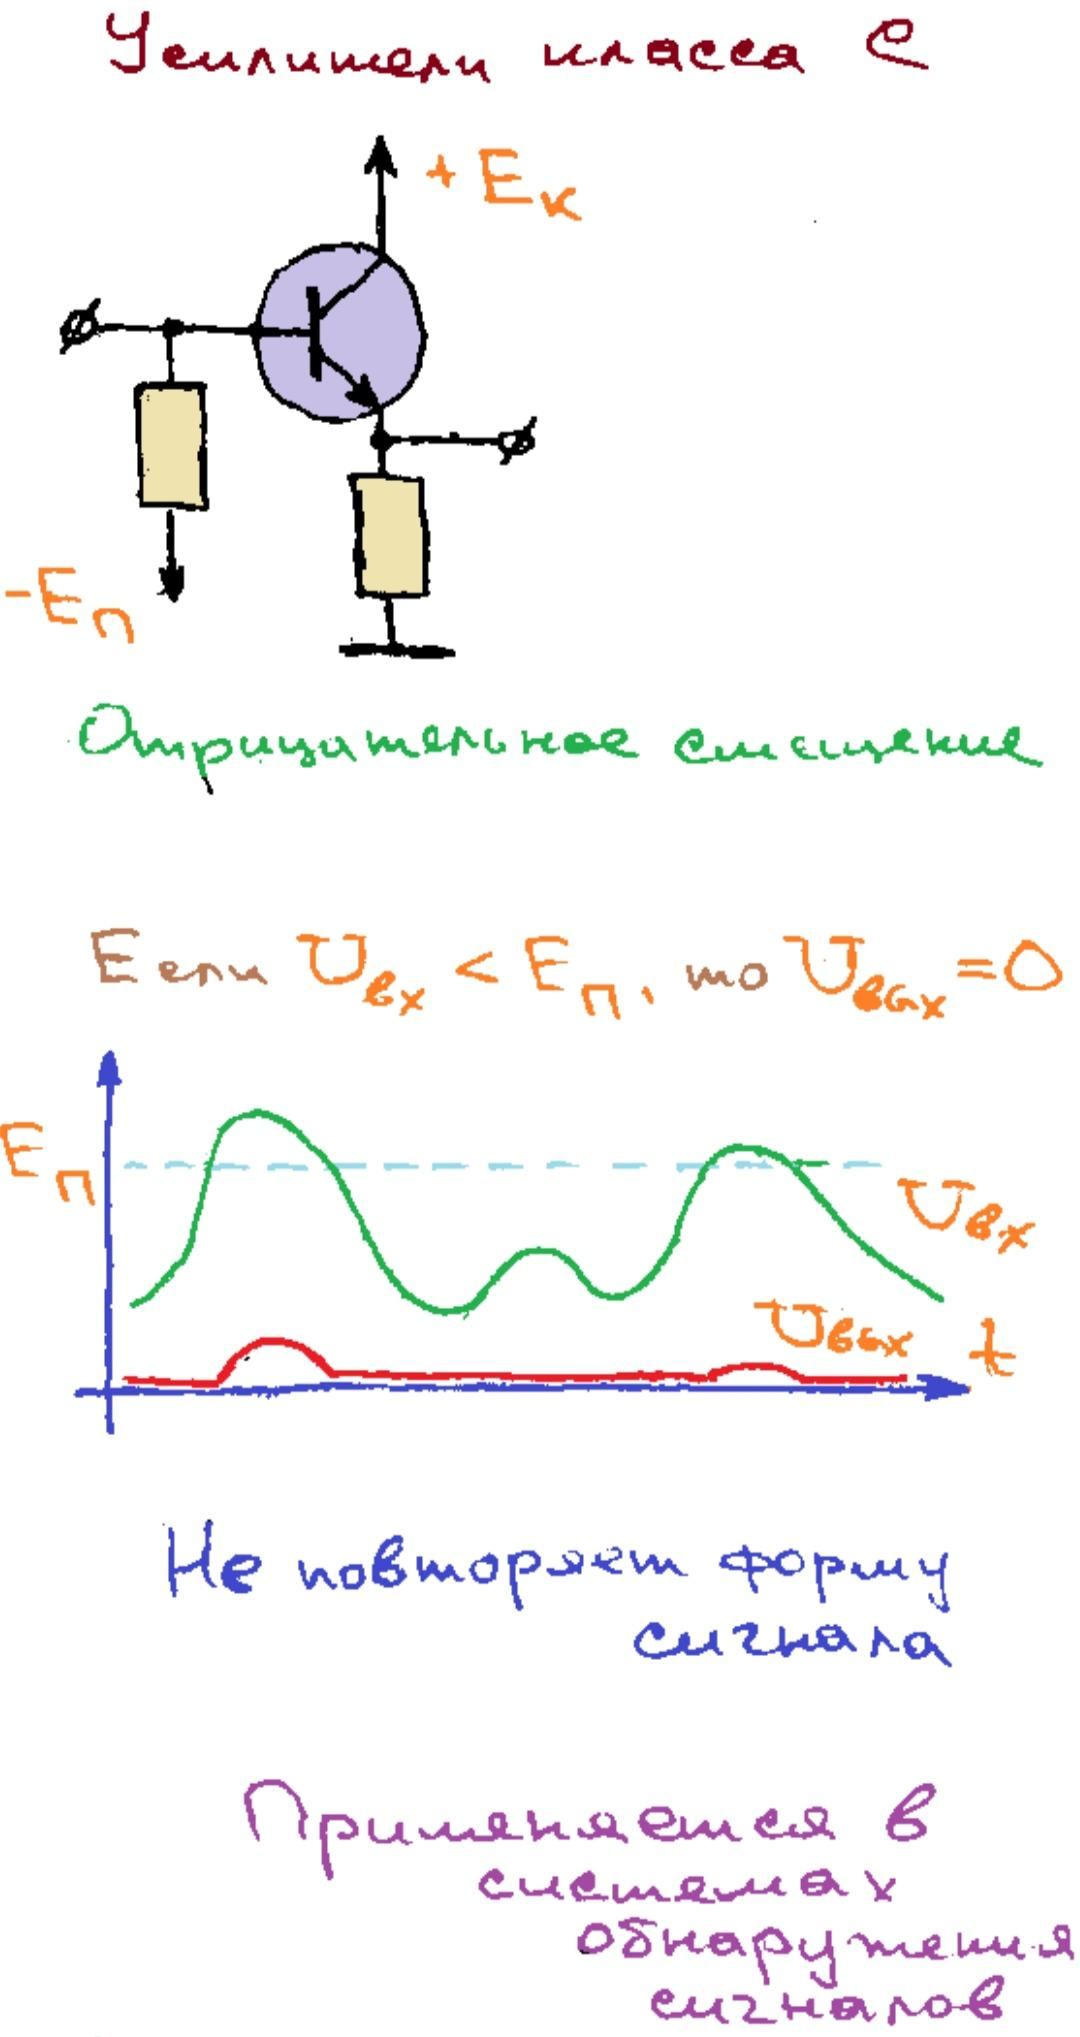 Усилители класса С
+ Eк
-Eп
Отрицательное смещение
Если Uвх < Eп, то Uвых = 0
Eп
Uвх
Uвых t
Не повторяет форму
сигнала
Применяется в
системах
обнаружения
сигналов